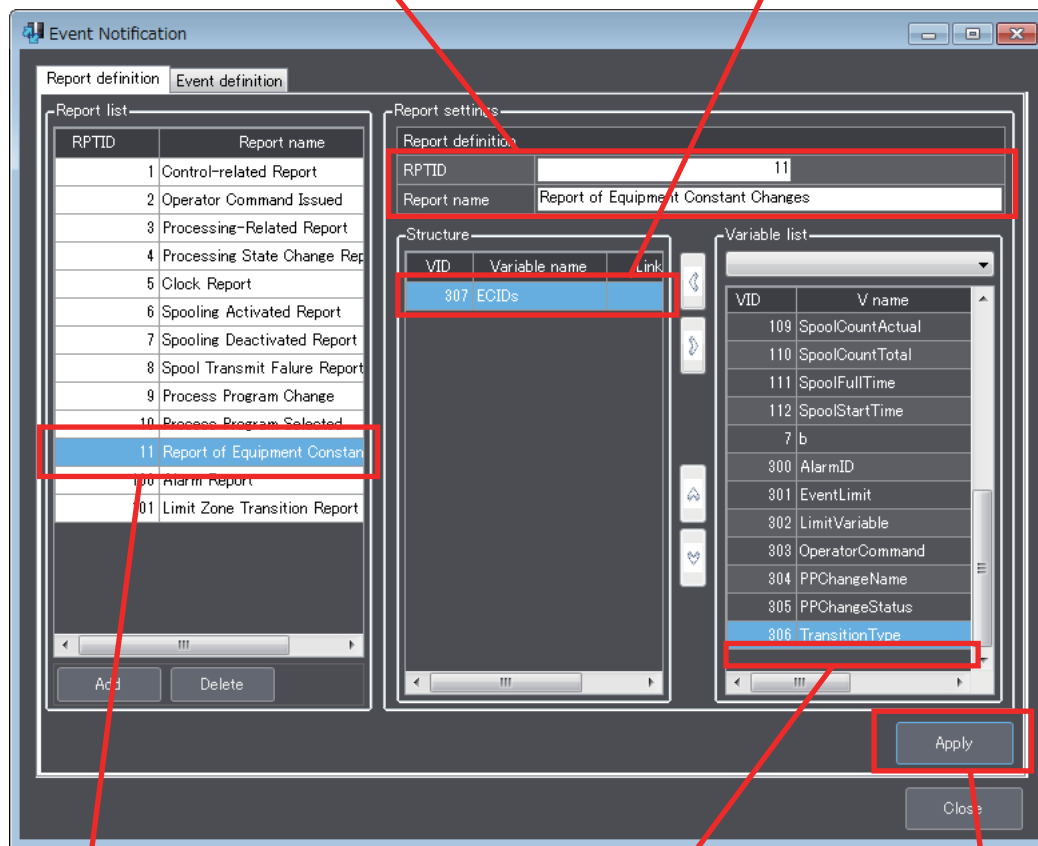 Event Notification
Report definition Event definition
Report list
RPTID Report name
1 Control-related Report
2 Operator Command Issued
3 Processing-Related Report
4 Processing State Change Rep
5 Clock Report
6 Spooling Activated Report
7 Spooling Deactivated Report
8 Spool Transmit Falure Report
9 Process Program Change
10 Process Program Selected
11 Report of Equipment Constan
100 Alarm Report
101 Limit Zone Transition Report
Add Delete
Report settings
Report definition
RPTID 11
Report name Report of Equipment Constant Changes
Structure
VID Variable name Link
307 ECIDs
Variable list
VID V name
109 SpoolCountActual
110 SpoolCountTotal
111 SpoolFullTime
112 SpoolStartTime
7 b
300 AlarmID
301 EventLimit
302 LimitVariable
303 OperatorCommand
304 PPChangeName
305 PPChangeStatus
306 TransitionType
Apply
Close